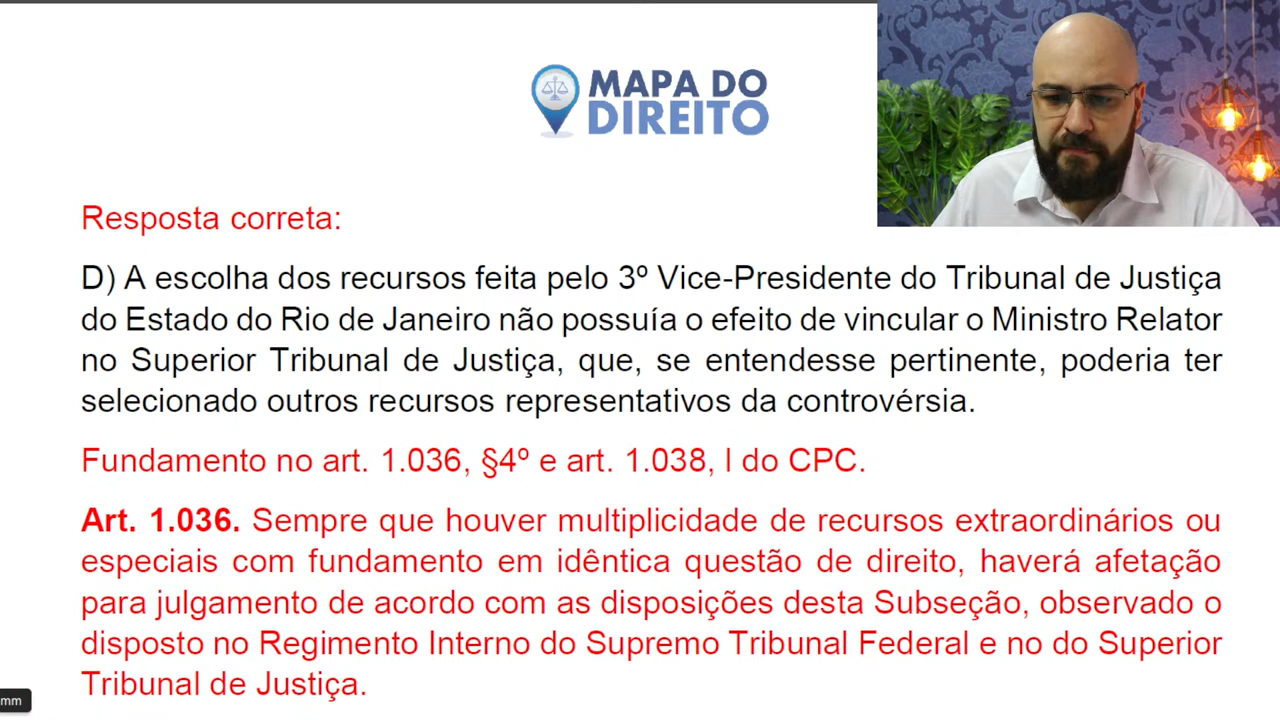 MAPA DO
DIREITO
Resposta correta:
D) A escolha dos recursos feita pelo 3º Vice-Presidente do Tribunal de Justiça
do Estado do Rio de Janeiro não possuía o efeito de vincular o Ministro Relator
no Superior Tribunal de Justiça, que, se entendesse pertinente, poderia ter
selecionado outros recursos representativos da controvérsia.
Fundamento no art. 1.036, §4º e art. 1.038, I do CPC.
Art. 1.036. Sempre que houver multiplicidade de recursos extraordinários ou
especiais com fundamento em idêntica questão de direito, haverá afetação
para julgamento de acordo com as disposições desta Subseção, observado o
disposto no Regimento Interno do Supremo Tribunal Federal e no do Superior
Tribunal de Justiça.
mm